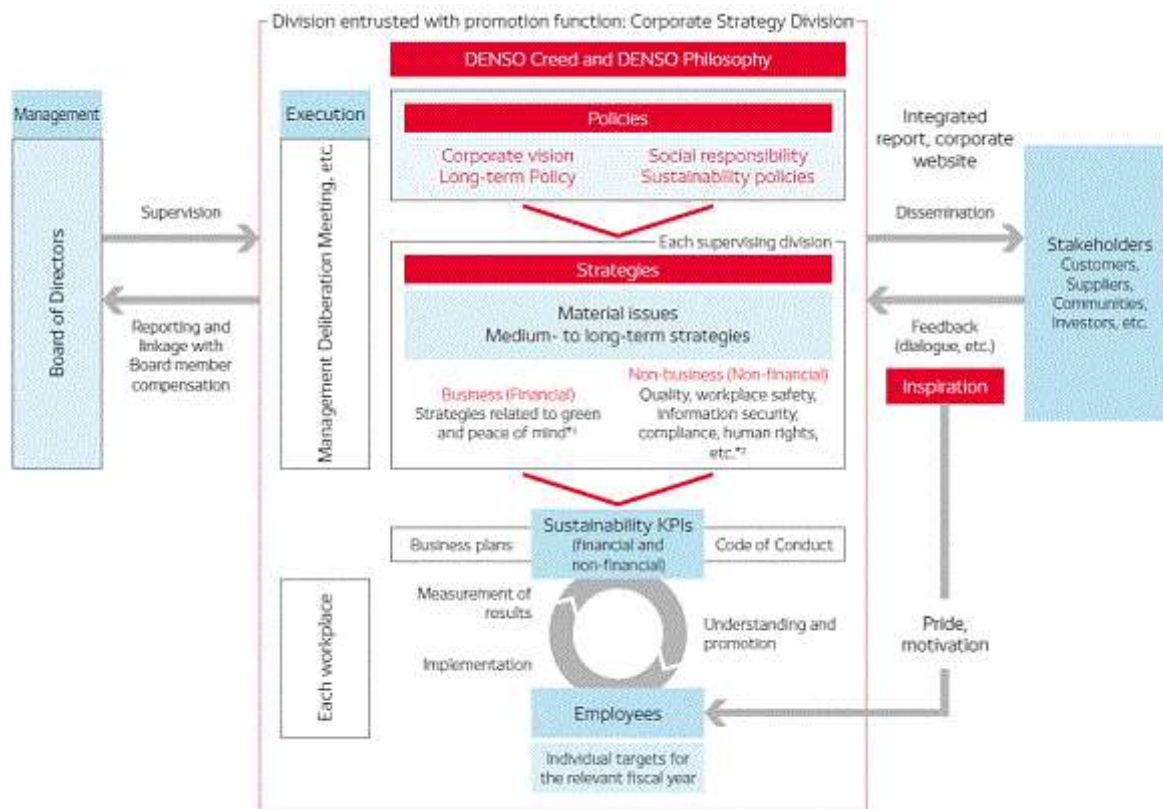 Division entrusted with promotion function: Corporate Strategy Division
DENSO Creed and DENSO Philosophy
Management
Board of Directors
Supervision
Reporting and
linkage with
Board member
compensation
Execution
Management Deliberation Meeting, etc.
Policies
Corporate vision
Long-term Policy
Social responsibility
Sustainability policies
Each supervising division
Strategies
Material issues
Medium- to long-term strategies
Business (Financial)
Strategies related to green
and peace of mind*1
Non-business (Non-financial)
Quality, workplace safety,
information security,
compliance, human rights,
etc.*2
Integrated
report, corporate
website
Dissemination
Feedback
(dialogue, etc.)
Inspiration
Stakeholders
Customers,
Suppliers,
Communities,
Investors, etc.
Business plans
Sustainability KPIs
(financial and
non-financial)
Code of Conduct
Each workplace
Measurement of
results
Implementation
Understanding and
promotion
Pride,
motivation
Employees
Individual targets for
the relevant fiscal year